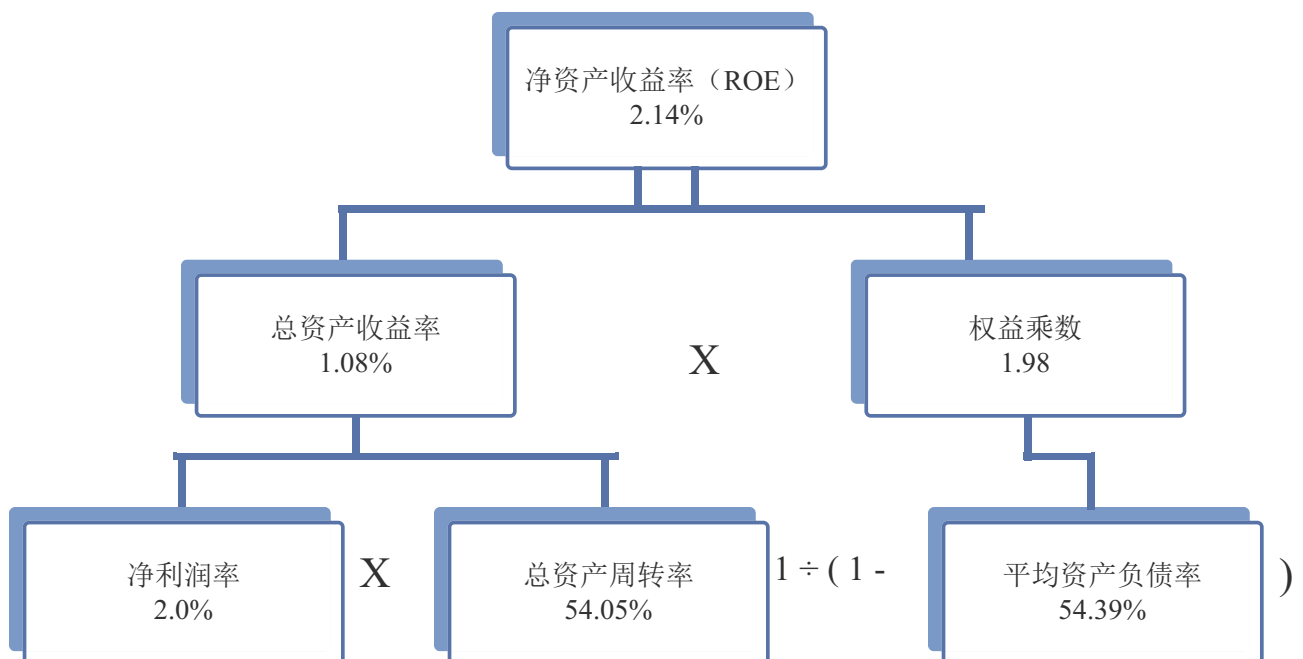 净资产收益率（ROE）
2.14%
总资产收益率
1.08%
X
权益乘数
1.98
净利润率
2.0%
X
总资产周转率
54.05%
1 ÷ ( 1 -
平均资产负债率
54.39%
)